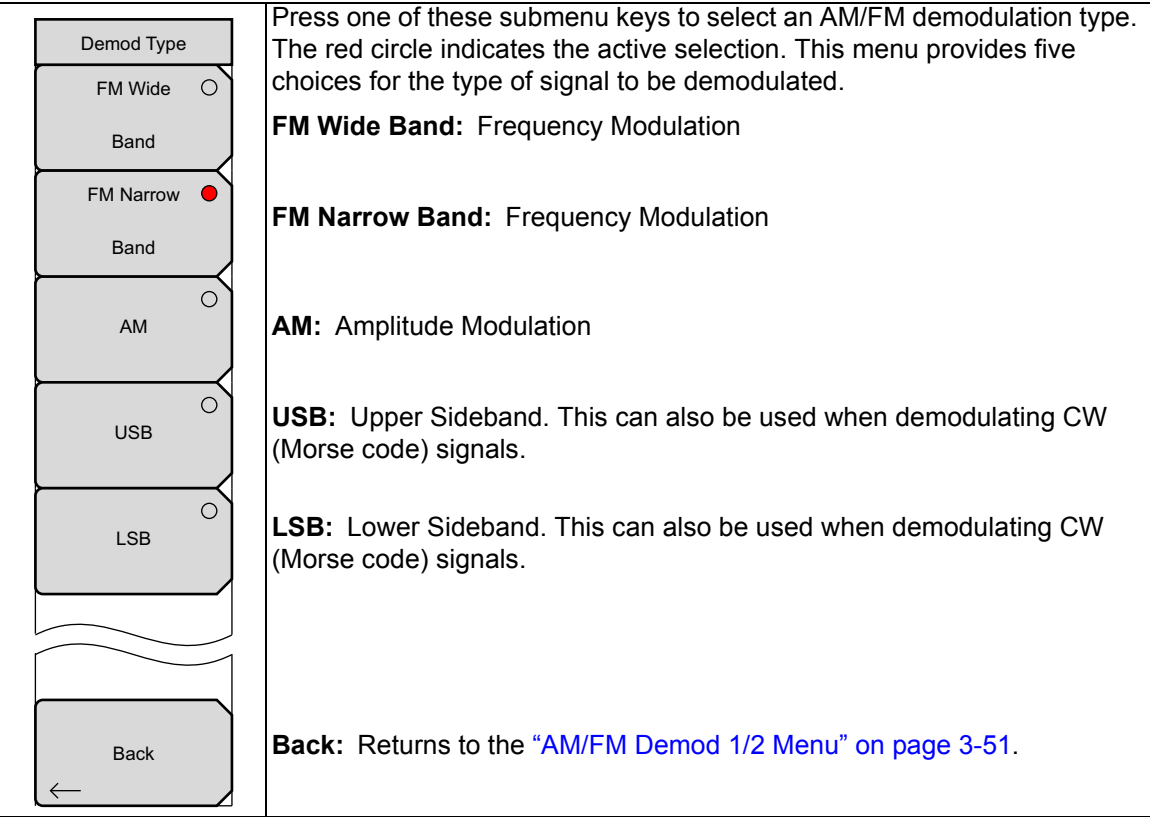 Demod Type
FM Wide
Band
FM Narrow
Band
AM
USB
LSB
Back
Press one of these submenu keys to select an AM/FM demodulation type.
The red circle indicates the active selection. This menu provides five
choices for the type of signal to be demodulated.
FM Wide Band: Frequency Modulation
FM Narrow Band: Frequency Modulation
AM: Amplitude Modulation
USB: Upper Sideband. This can also be used when demodulating CW
(Morse code) signals.
LSB: Lower Sideband. This can also be used when demodulating CW
(Morse code) signals.
Back: Returns to the “AM/FM Demod 1/2 Menu” on page 3-51.